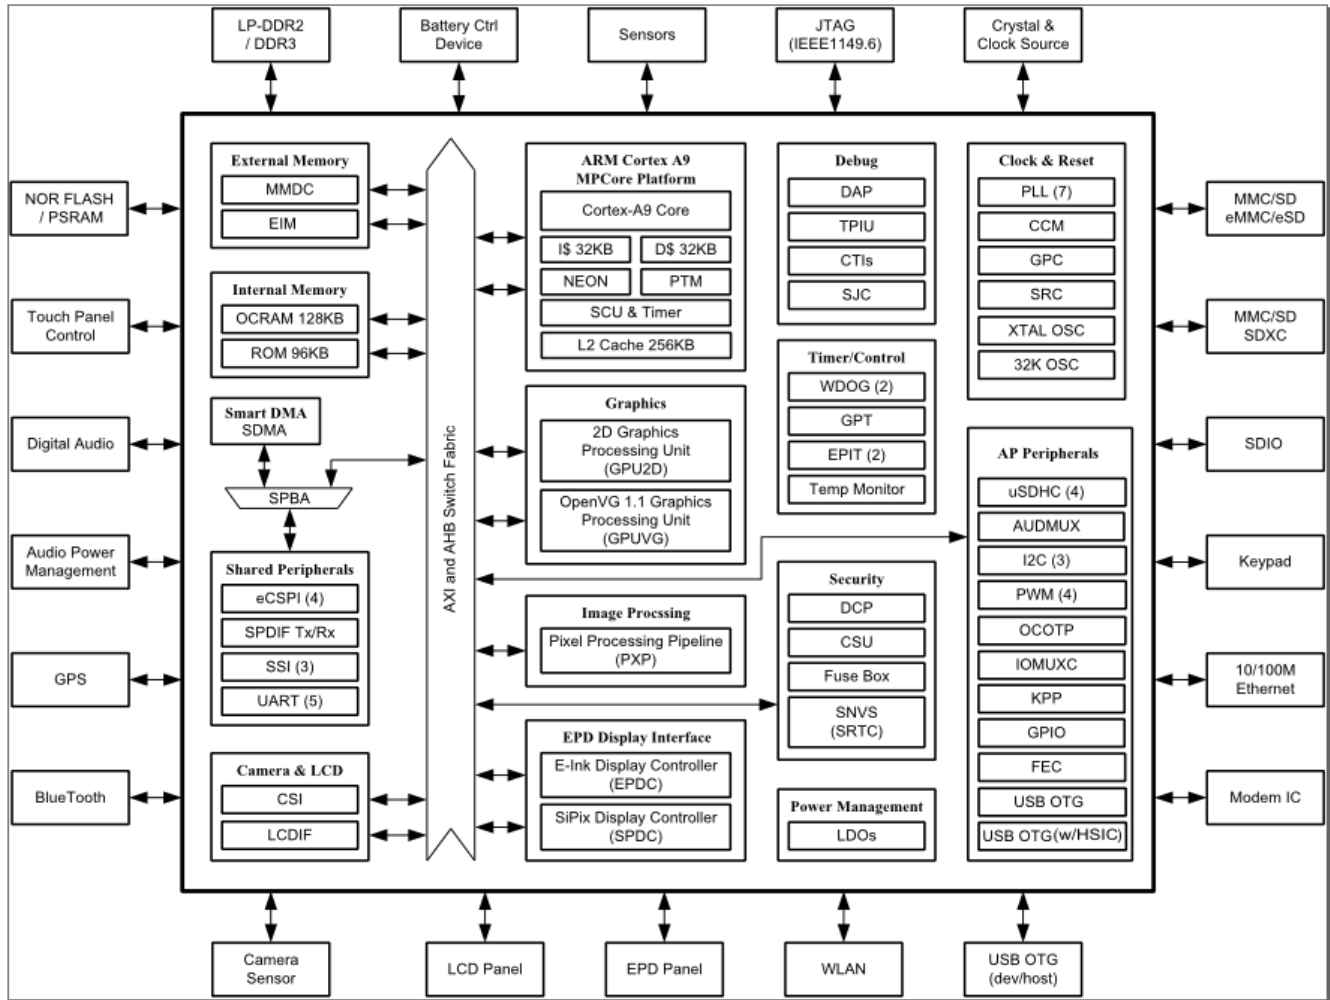 LP-DDR2
/ DDR3
Battery Ctrl
Device
Sensors
JTAG
(IEEE1149.6)
Crystal &
Clock Source
NOR FLASH
/ PSRAM
Touch Panel
Control
Digital Audio
Audio Power
Management
GPS
BlueTooth
External Memory
MMDC
EIM
Internal Memory
OCRAM 128KB
ROM 96KB
Smart DMA
SDMA
SPBA
Shared Peripherals
eCSPI (4)
SPDIF Tx/Rx
SSI (3)
UART (5)
Camera & LCD
CSI
LCDIF
AXI and AHB Switch Fabric
ARM Cortex A9
MPCore Platform
Cortex-A9 Core
I$ 32KB
D$ 32KB
NEON
PTM
SCU & Timer
L2 Cache 256KB
Graphics
2D Graphics
Processing Unit
(GPU2D)
OpenVG 1.1 Graphics
Processing Unit
(GPUVG)
Image Procssing
Pixel Processing Pipeline
(PXP)
EPD Display Interface
E-Ink Display Controller
(EPDC)
SiPix Display Controller
(SPDC)
Debug
DAP
TPIU
CTIs
SJC
Timer/Control
WDOG (2)
GPT
EPIT (2)
Temp Monitor
Security
DCP
CSU
Fuse Box
SNVS
(SRTC)
Power Management
LDOs
Clock & Reset
PLL (7)
CCM
GPC
SRC
XTAL OSC
32K OSC
AP Peripherals
uSDHC (4)
AUDMUX
I2C (3)
PWM (4)
OCOTP
IOMUXC
KPP
GPIO
FEC
USB OTG
USB OTG(w/HSIC)
MMC/SD
eMMC/eSD
MMC/SD
SDXC
SDIO
Keypad
10/100M
Ethernet
Modem IC
Camera
Sensor
LCD Panel
EPD Panel
WLAN
USB OTG
(dev/host)